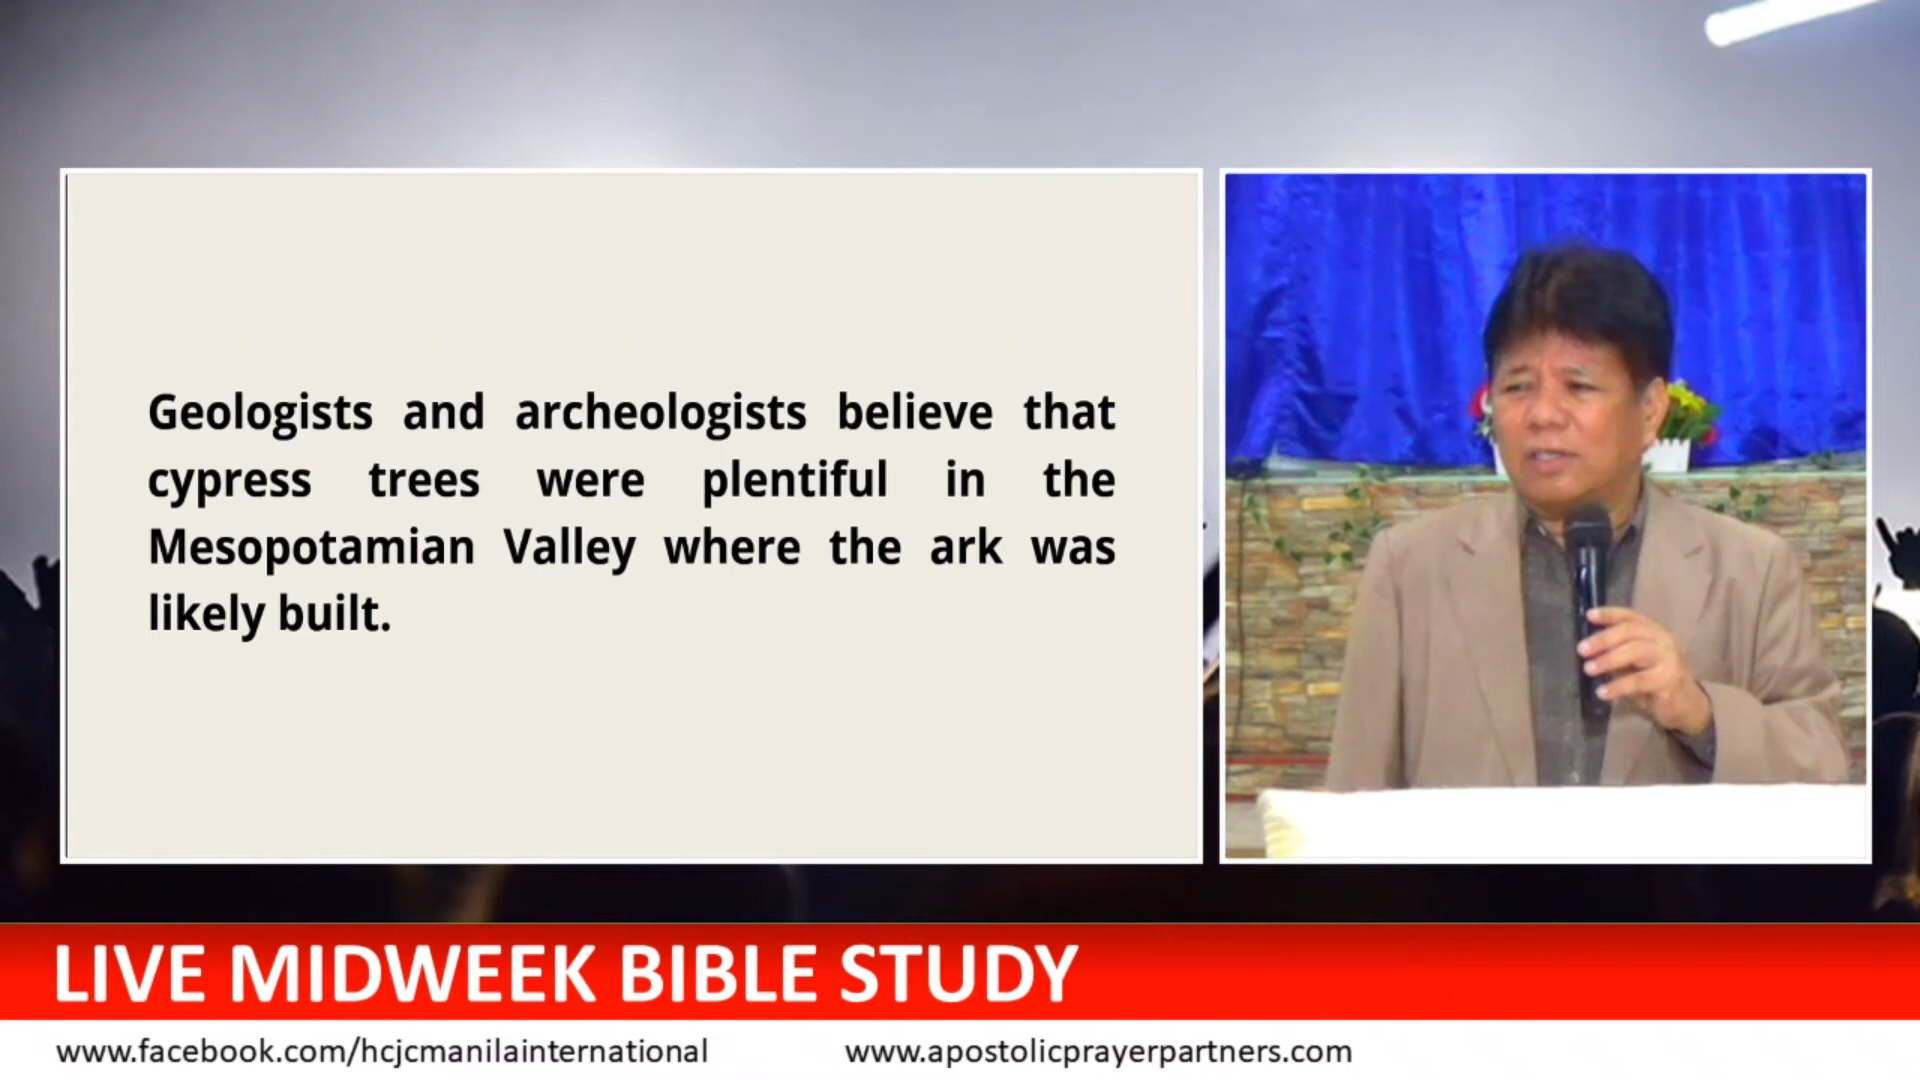 Geologists and archeologists believe that
cypress trees were plentiful in the
Mesopotamian Valley where the ark was
likely built.
LIVE MIDWEEK BIBLE STUDY
www.facebook.com/hcjcmanilainternational
www.apostolicprayerpartners.com